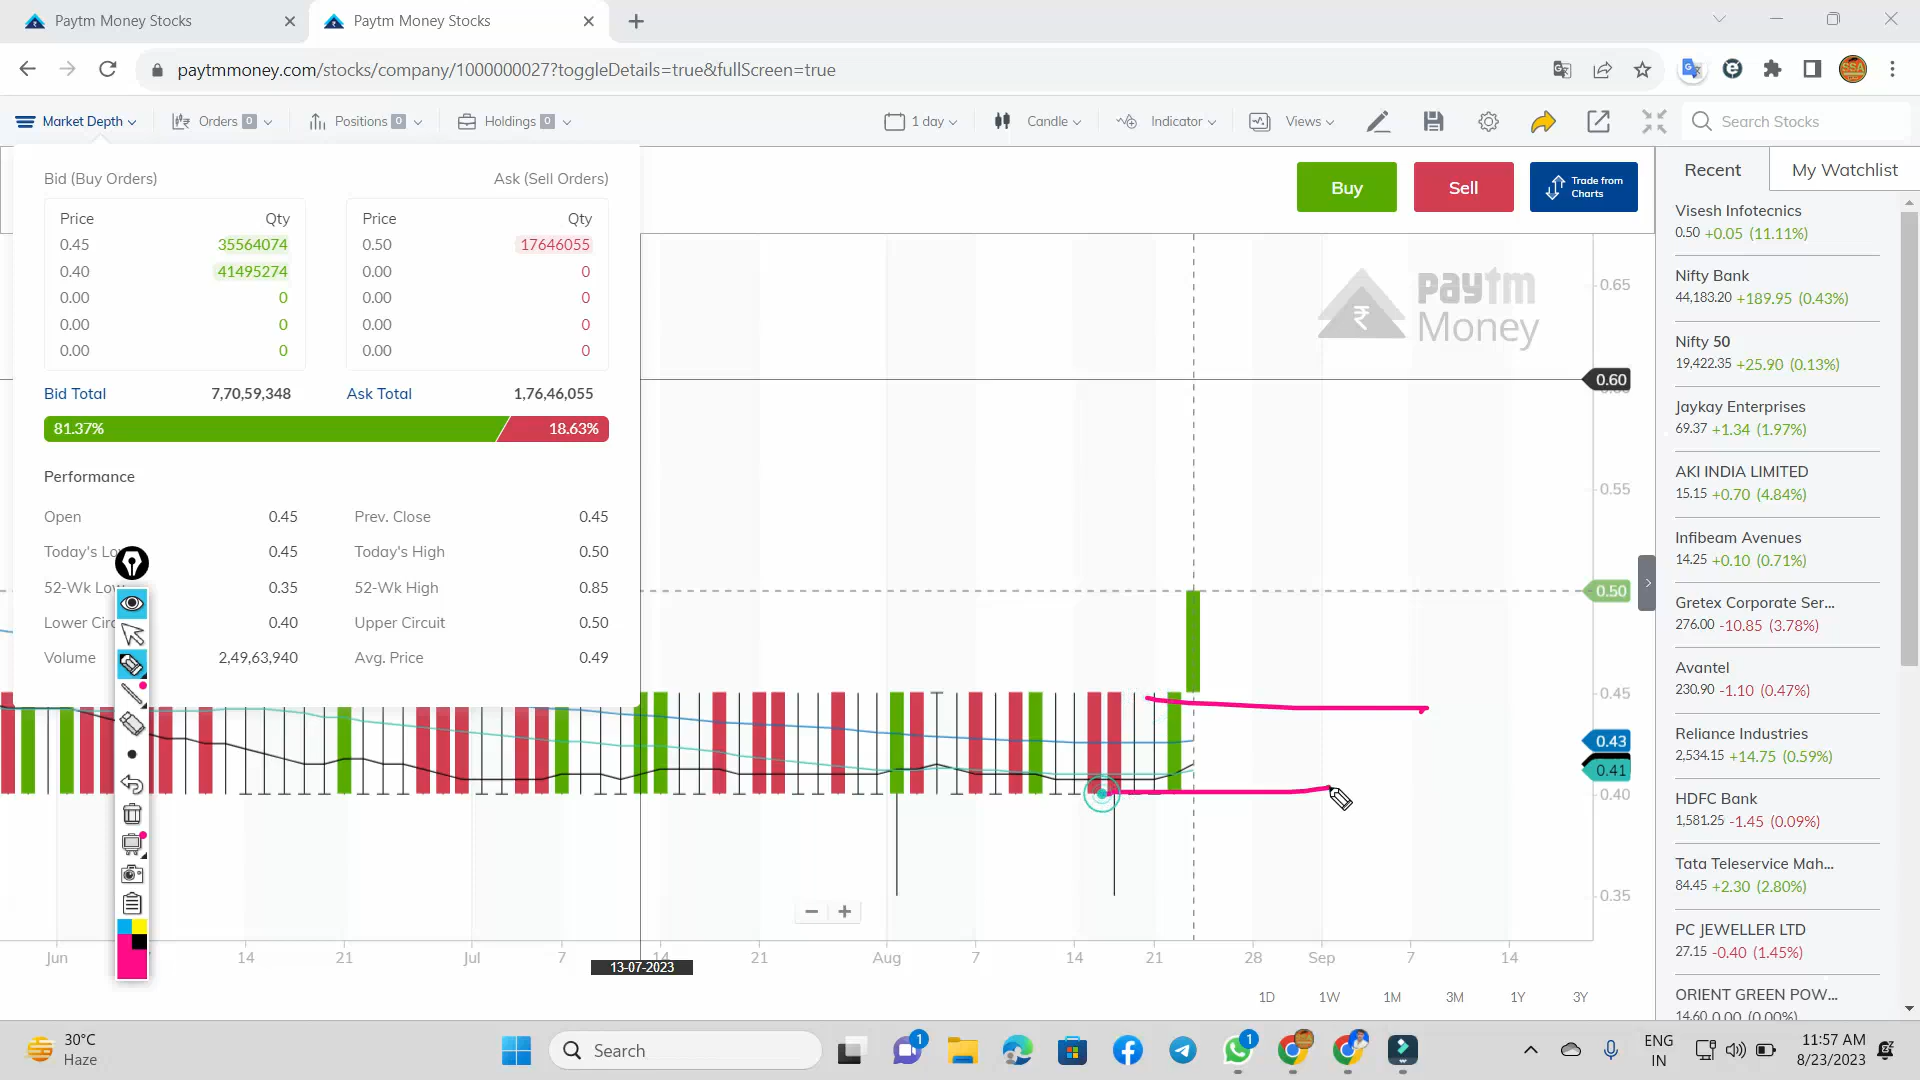 Paytm Money Stocks
Paytm Money Stocks
paytmmoney.com/stocks/company/1000000027?toggleDetails=true&fullScreen=true
Market Depth
Orders 0
Positions 0
Holdings 0
1 day
Candle
Indicator
Views
Search Stocks
Bid (Buy Orders) Ask (Sell Orders)
Price Qty Price Qty
0.45 35564074 0.50 17646055
0.40 41495274 0.00 0
0.00 0 0.00 0
0.00 0 0.00 0
0.00 0 0.00 0
Bid Total 7,70,59,348 Ask Total 1,76,46,055
81.37% 18.63%
Performance
Open 0.45 Prev. Close 0.45
Today's Lo 0.45 Today's High 0.50
52-Wk Lo 0.35 52-Wk High 0.85
Lower Circ 0.40 Upper Circuit 0.50
Volume 2,49,63,940 Avg. Price 0.49
Buy
Sell
Trade from
Charts
paytm
Money
0.65
0.60
0.55
0.50
0.45
0.43
0.41
0.40
0.35
Jun 14 21 Jul 7 14 21 Aug 7 14 21 28 Sep 7 14
13-07-2023
1D 1W 1M 3M 1Y 3Y
Recent My Watchlist
Visesh Infotecnics
0.50 +0.05 (11.11%)
Nifty Bank
44,183.20 +189.95 (0.43%)
Nifty 50
19,422.35 +25.90 (0.13%)
Jaykay Enterprises
69.37 +1.34 (1.97%)
AKI INDIA LIMITED
15.15 +0.70 (4.84%)
Infibeam Avenues
14.25 +0.10 (0.71%)
Gretex Corporate Ser...
276.00 -10.85 (3.78%)
Avantel
230.90 -1.10 (0.47%)
Reliance Industries
2,534.15 +14.75 (0.59%)
HDFC Bank
1,581.25 -1.45 (0.09%)
Tata Teleservice Mah...
84.45 +2.30 (2.80%)
PC JEWELLER LTD
27.15 -0.40 (1.45%)
ORIENT GREEN POW...
14.60 0.00 (0.00%)
30°C
Haze
Search
1
1
ENG
IN
11:57 AM
8/23/2023